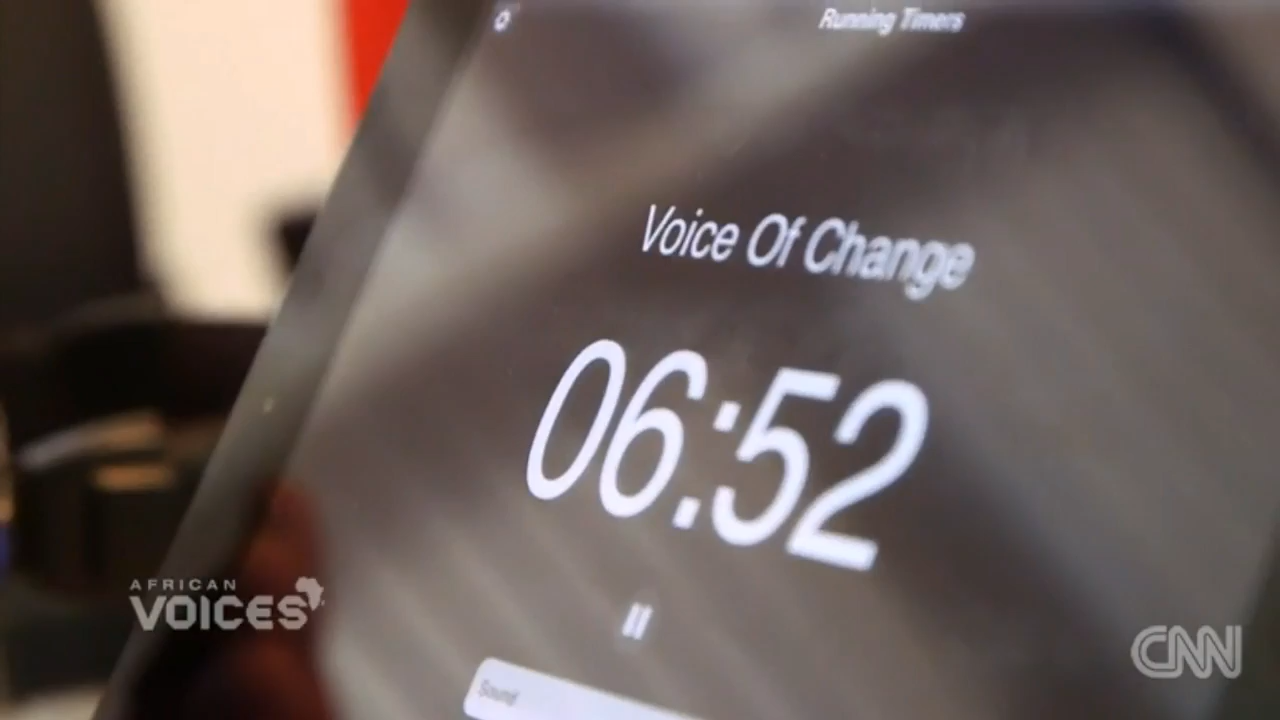 Running Timers
Voice Of Change
06:52
Sound
AFRICAN
VOICES
CNN